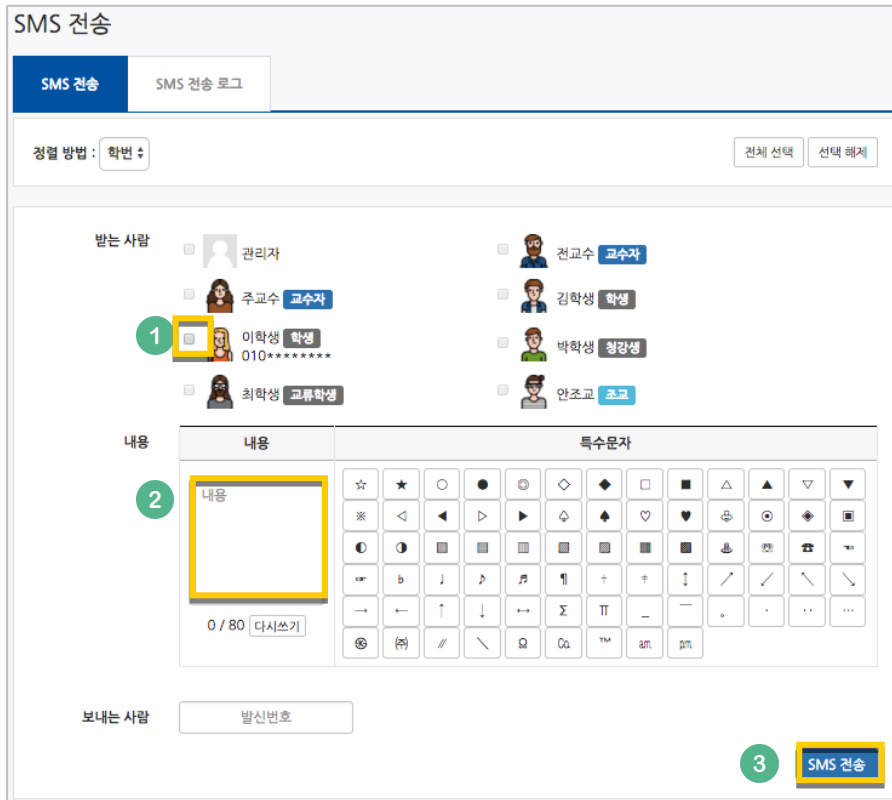 SMS 전송
SMS 전송 SMS 전송 로그
정렬 방법 : 학번 전체 선택 선택 해제
받는 사람
관리자 전교수 교수자
주교수 교수자 김학생 학생
1 이학생 학생 박학생 청강생
010********
최학생 교류학생 안조교 조교
내용 내용 특수문자
2 내용
☆ ★ ○ ● ◎ ◇ ◆ □ ■ △ ▲ ▽ ▼
※ ◁ ◀ ▷ ▶ ♤ ♠ ♡ ♥ ♧ ⊙ ◈ ▣
◐ ◑ ▒ ▤ ▥ ▨ ▧ ▦ ▩ ♨ ☏ ☎ ☜
☞ ♭ ♩ ♪ ♬ ¶ † ‡ ↕ ↗ ↙ ↖ ↘
→ ← ↑ ↓ ↔ Σ Π _ ￣ 。 · ‥ …
㉿ ㈜ ∥ ＼ Ω ㏇ ™ ㏂ ㏘
0 / 80 다시쓰기
보내는 사람 발신번호
3 SMS 전송